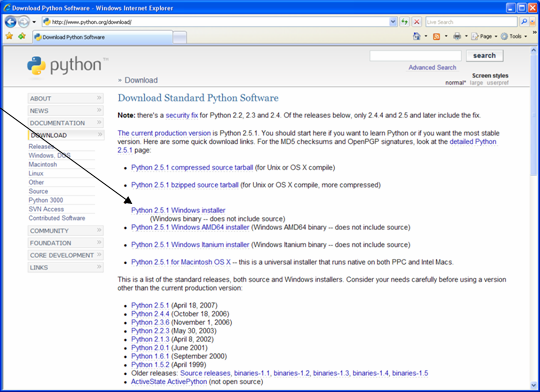 Download Python Software - Windows Internet Explorer
http://www.python.org/download/
Live Search
Download Python Software
Page
Tools
python™
search
Advanced Search
» Download
Screen styles
normal* large userpref
ABOUT
NEWS
DOCUMENTATION
DOWNLOAD
Releases
Windows, DOS
Macintosh
Linux
Other
Source
Python 3000
SVN Access
Contributed Software
COMMUNITY
FOUNDATION
CORE DEVELOPMENT
LINKS
Download Standard Python Software
Note: there's a security fix for Python 2.2, 2.3 and 2.4. Of the releases below, only 2.4.4 and 2.5 and later include the fix.
The current production version is Python 2.5.1. You should start here if you want to learn Python or if you want the most stable
version. Here are some quick download links. For the MD5 checksums and OpenPGP signatures, look at the detailed Python
2.5.1 page:
• Python 2.5.1 compressed source tarball (for Unix or OS X compile)
• Python 2.5.1 bzipped source tarball (for Unix or OS X compile, more compressed)
Python 2.5.1 Windows installer
(Windows binary -- does not include source)
• Python 2.5.1 Windows AMD64 installer (Windows AMD64 binary -- does not include source)
• Python 2.5.1 Windows Itanium installer (Windows Itanium binary -- does not include source)
• Python 2.5.1 for Macintosh OS X -- this is a universal installer that runs native on both PPC and Intel Macs.
This is a list of the standard releases, both source and Windows installers. Consider your needs carefully before using a version
other than the current production version:
• Python 2.5.1 (April 18, 2007)
• Python 2.4.4 (October 18, 2006)
• Python 2.3.6 (November 1, 2006)
• Python 2.2.3 (May 30, 2003)
• Python 2.1.3 (April 8, 2002)
• Python 2.0.1 (June 2001)
• Python 1.6.1 (September 2000)
• Python 1.5.2 (April 1999)
• Older releases: Source releases, binaries-1.1, binaries-1.2, binaries-1.3, binaries-1.4, binaries-1.5
• ActiveState ActivePython (not open source)